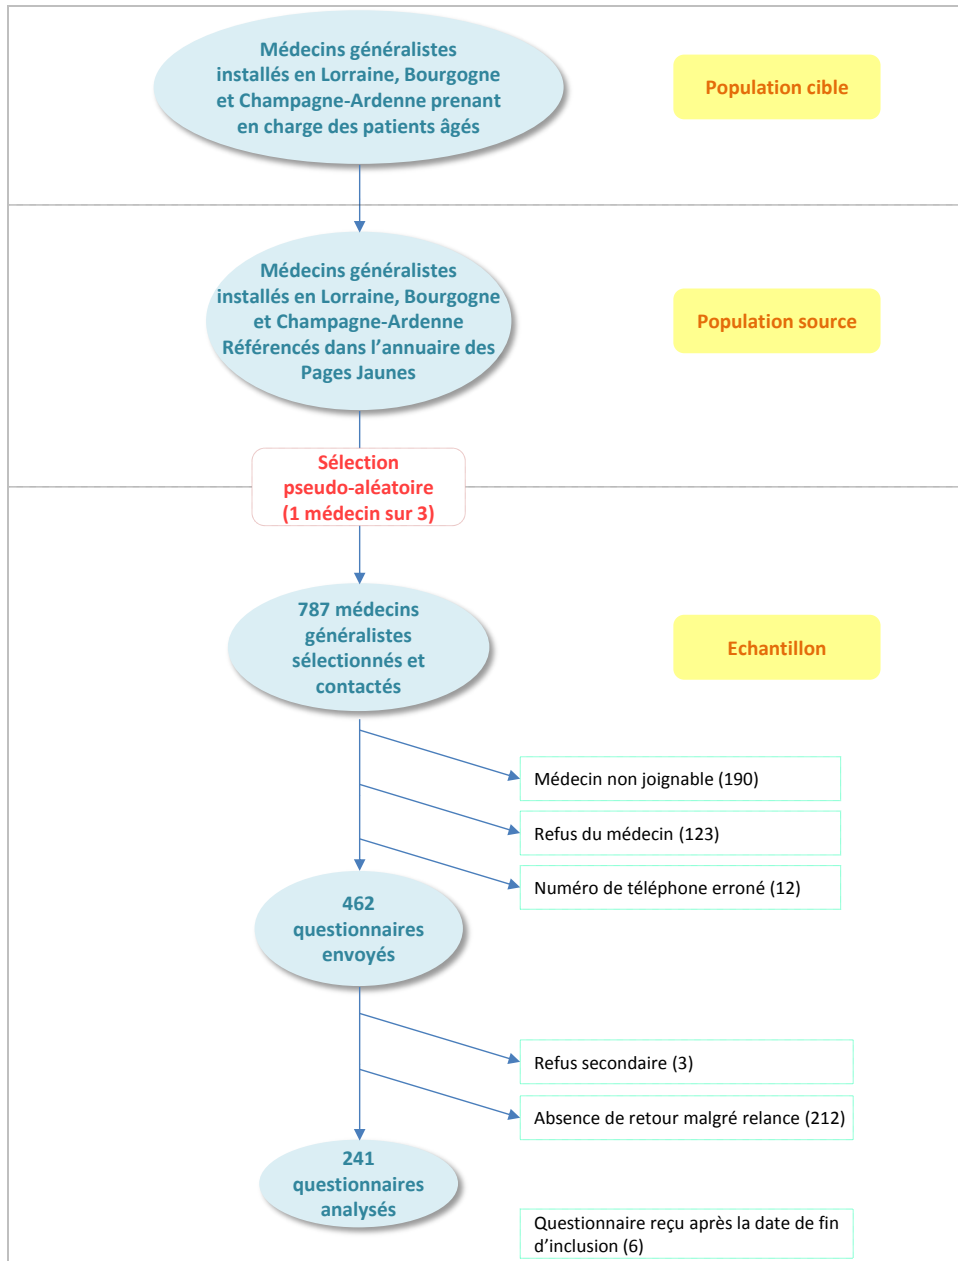 Médecins généralistes
installés en Lorraine, Bourgogne
et Champagne-Ardenne prenant
en charge des patients âgés
Population cible
Médecins généralistes
installés en Lorraine, Bourgogne
et Champagne-Ardenne
Référencés dans l’annuaire des
Pages Jaunes
Population source
Sélection
pseudo-aléatoire
(1 médecin sur 3)
787 médecins
généralistes
sélectionnés et
contactés
Echantillon
Médecin non joignable (190)
Refus du médecin (123)
Numéro de téléphone erroné (12)
462
questionnaires
envoyés
Refus secondaire (3)
Absence de retour malgré relance (212)
241
questionnaires
analysés
Questionnaire reçu après la date de fin
d’inclusion (6)